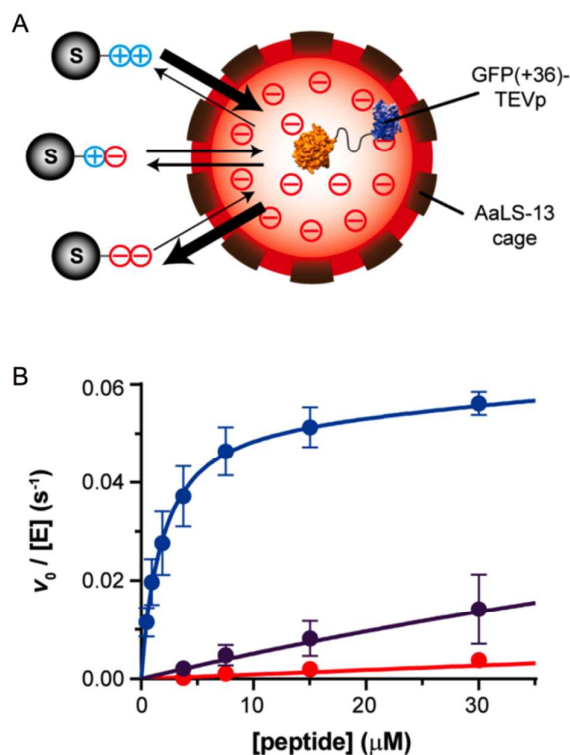 A
S ++
S +−
S −−
GFP(+36)-
TEVp
AaLS-13
cage
B
0.06
0.04
0.02
0.00
v₀ / [E] (s⁻¹)
0 10 20 30
[peptide] (μM)